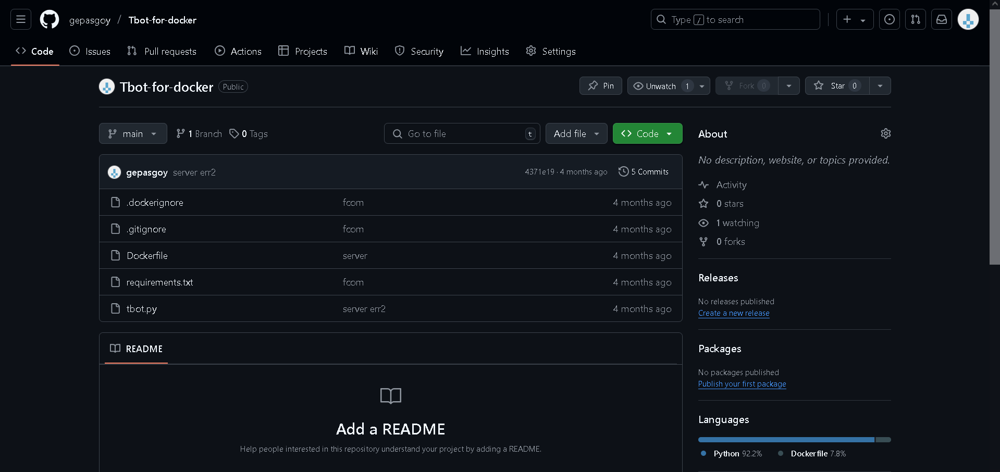 gepasgoy / Tbot-for-docker
Type / to search
Code Issues Pull requests Actions Projects Wiki Security Insights Settings
Tbot-for-docker Public
Pin Unwatch 1 Fork 0 Star 0
main 1 Branch 0 Tags Go to file t Add file Code
gepasgoy server err2 4371e19 · 4 months ago 5 Commits
.dockerignore fcom 4 months ago
.gitignore fcom 4 months ago
Dockerfile server 4 months ago
requirements.txt fcom 4 months ago
tbot.py server err2 4 months ago
README
Add a README
Help people interested in this repository understand your project by adding a README.
About
No description, website, or topics provided.
Activity
0 stars
1 watching
0 forks
Releases
No releases published
Create a new release
Packages
No packages published
Publish your first package
Languages
Python 92.2% Dockerfile 7.8%